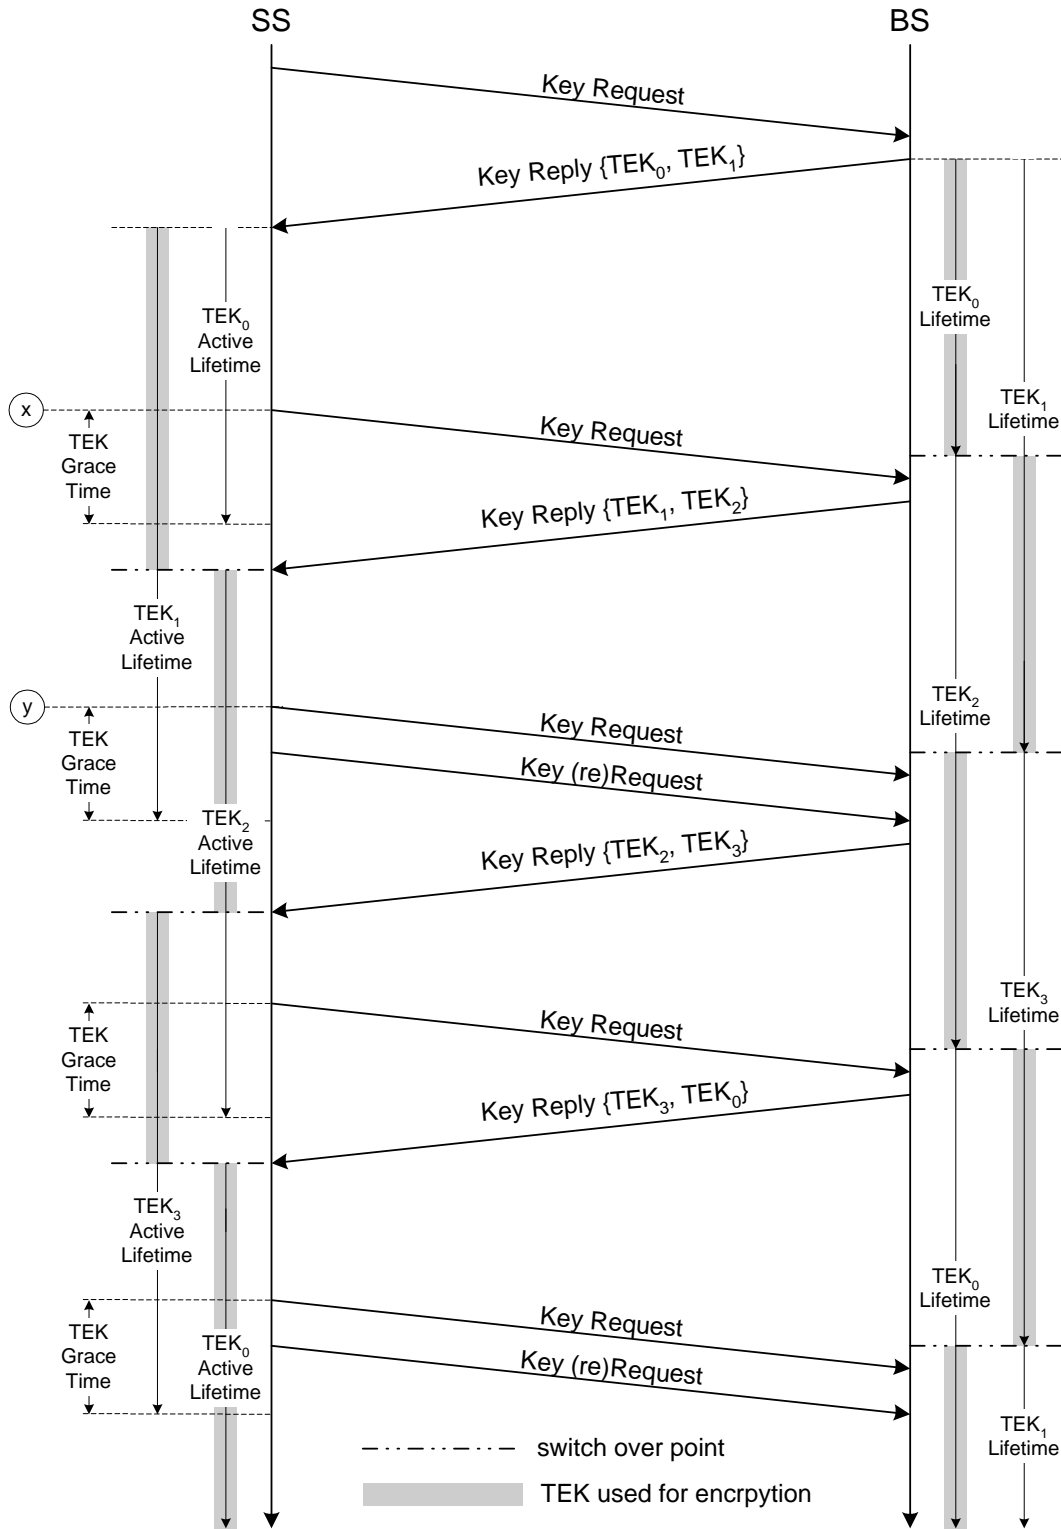 SS
BS
Key Request
Key Reply {TEK₀, TEK₁}
TEK₀
Lifetime
TEK₀
Active
Lifetime
x
TEK₁
Lifetime
Key Request
TEK
Grace
Time
Key Reply {TEK₁, TEK₂}
TEK₁
Active
Lifetime
y
TEK₂
Lifetime
Key Request
TEK
Grace
Time
Key (re)Request
TEK₂
Active
Lifetime
Key Reply {TEK₂, TEK₃}
TEK₃
Lifetime
Key Request
TEK
Grace
Time
Key Reply {TEK₃, TEK₀}
TEK₃
Active
Lifetime
TEK₀
Lifetime
Key Request
TEK
Grace
Time
TEK₀
Active
Lifetime
Key (re)Request
TEK₁
Lifetime
switch over point
TEK used for encrpytion